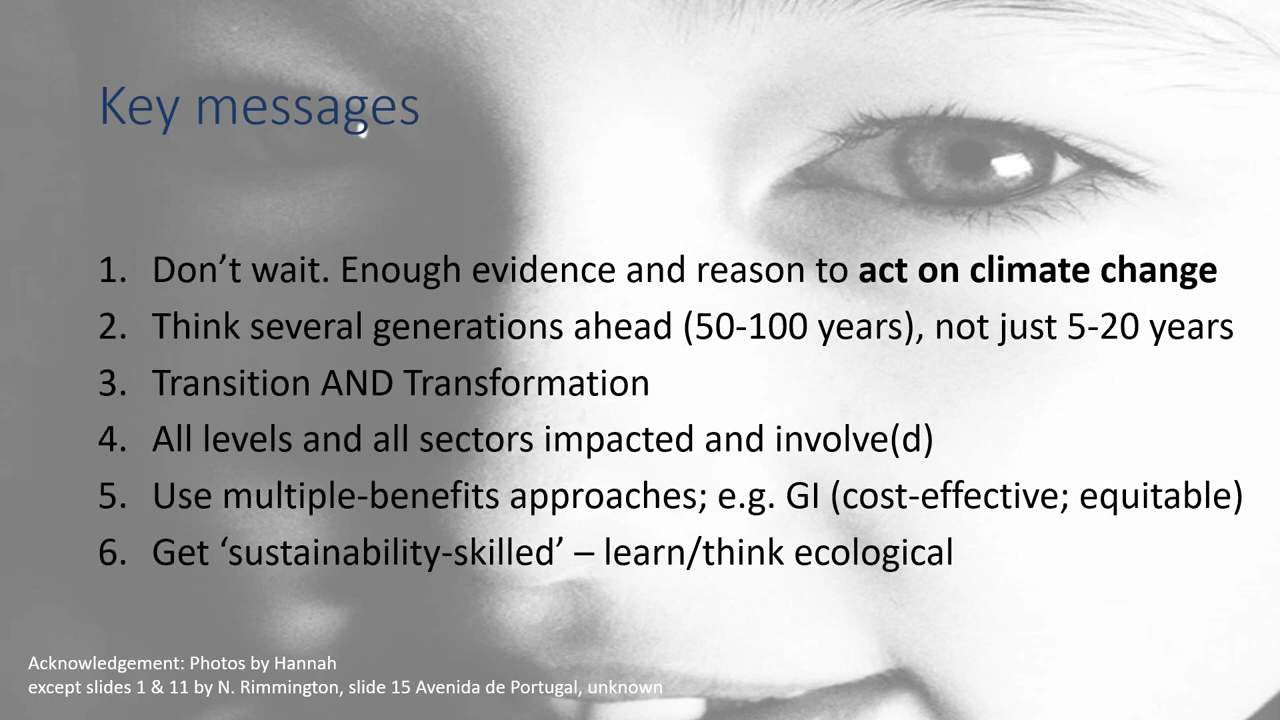 Key messages
1. Don’t wait. Enough evidence and reason to act on climate change
2. Think several generations ahead (50-100 years), not just 5-20 years
3. Transition AND Transformation
4. All levels and all sectors impacted and involve(d)
5. Use multiple-benefits approaches; e.g. GI (cost-effective; equitable)
6. Get ‘sustainability-skilled’ – learn/think ecological
Acknowledgement: Photos by Hannah
except slides 1 & 11 by N. Rimmington, slide 15 Avenida de Portugal, unknown